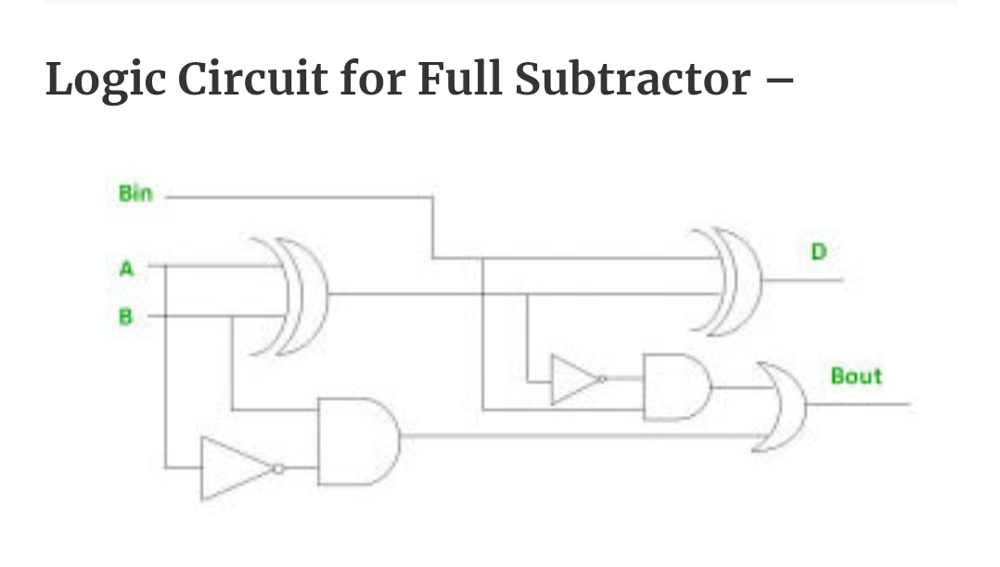 Logic Circuit for Full Subtractor –
Bin
A
B
D
Bout